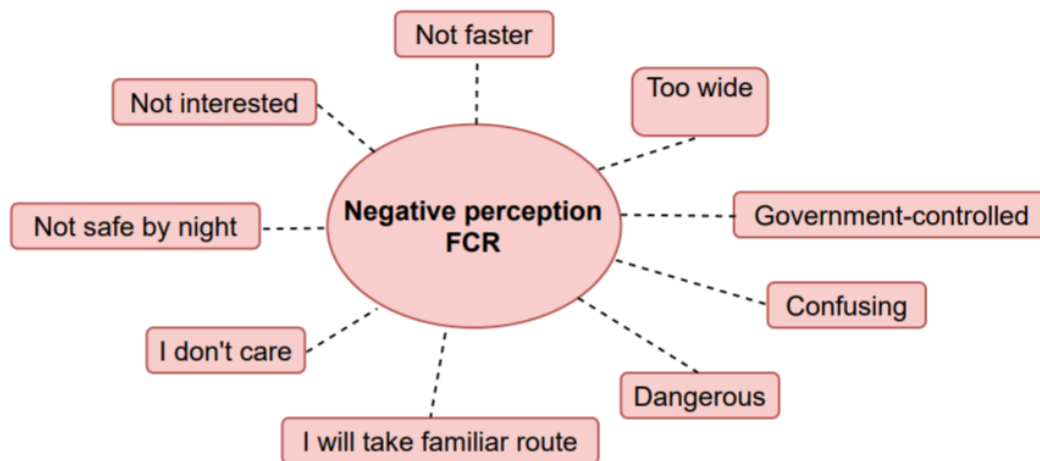 Not faster
Too wide
Not interested
Negative perception
FCR
Not safe by night
Government-controlled
Confusing
I don't care
Dangerous
I will take familiar route